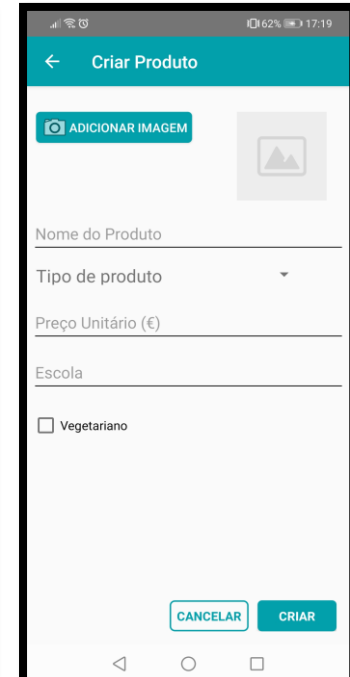 62% 17:19
Criar Produto
ADICIONAR IMAGEM
Nome do Produto
Tipo de produto
Preço Unitário (€)
Escola
Vegetariano
CANCELAR CRIAR